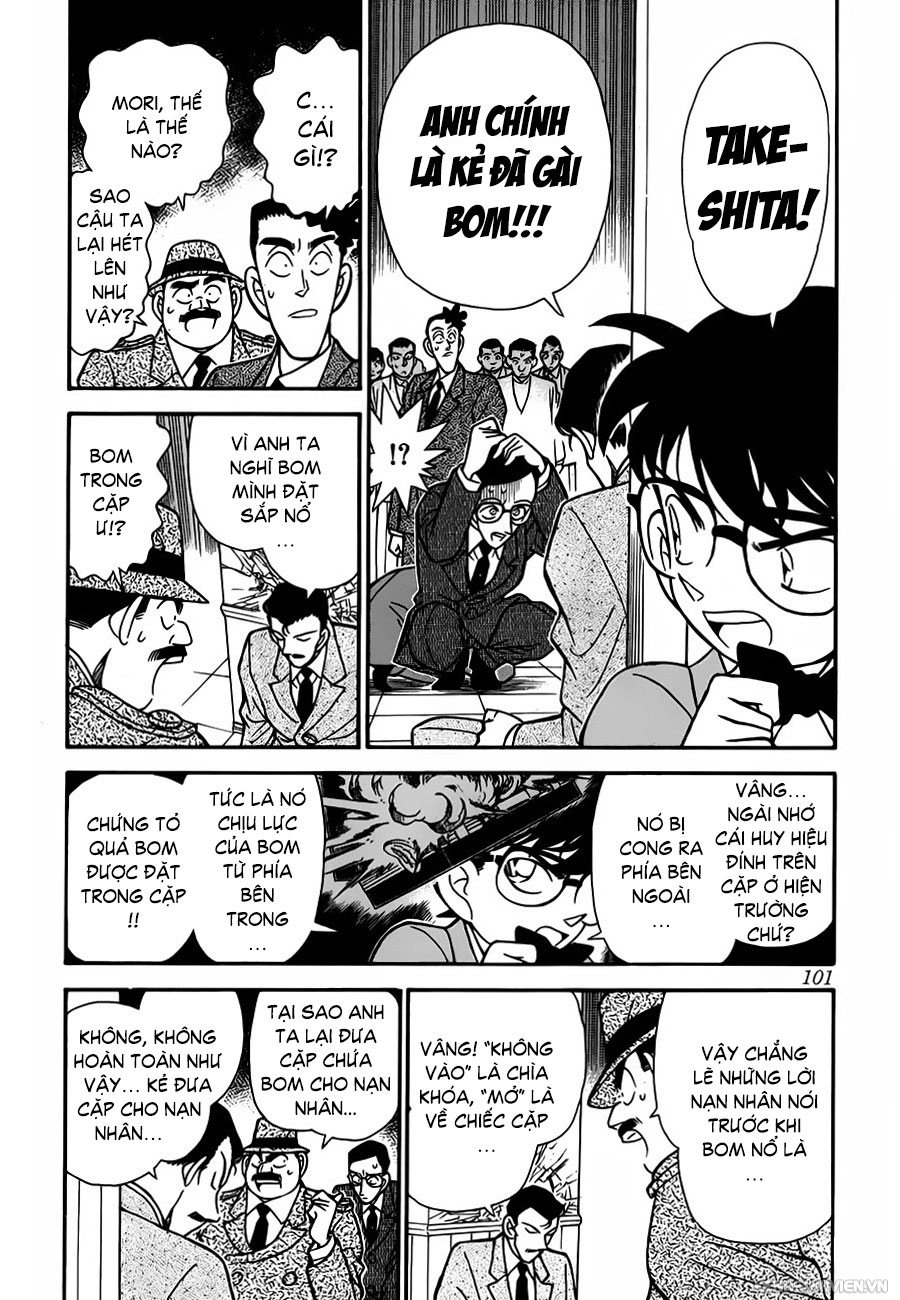 TAKE-
SHITA!
ANH CHÍNH
LÀ KẺ ĐÃ GÀI
BOM!!!
!?
C...
CÁI
GÌ!?
MORI, THẾ
LÀ THẾ
NÀO?
SAO
CẬU TA
LẠI HÉT
LÊN
NHƯ
VẬY?
VÌ ANH TA
NGHĨ BOM
MÌNH ĐẶT
SẮP NỔ
...
BOM
TRONG
CẶP
Ư!?
VÂNG...
NGÀI NHỚ
CÁI HUY HIỆU
ĐÍNH TRÊN
CẶP Ở HIỆN
TRƯỜNG
CHỨ?
NÓ BỊ
CONG RA
PHÍA BÊN
NGOÀI
...
TỨC LÀ NÓ
CHỊU LỰC
CỦA BOM
TỪ PHÍA
BÊN
TRONG
...
CHỨNG TỎ
QUẢ BOM
ĐƯỢC ĐẶT
TRONG CẶP
!!
101
VẬY CHẲNG
LẼ NHỮNG LỜI
NẠN NHÂN NÓI
TRƯỚC KHI
BOM NỔ LÀ
...
VÂNG! “KHÔNG
VÀO” LÀ CHÌA
KHÓA, “MỞ” LÀ
VỀ CHIẾC CẶP
...
TẠI SAO ANH
TA LẠI ĐƯA
CẶP CHỨA
BOM CHO NẠN
NHÂN...
KHÔNG, KHÔNG
HOÀN TOÀN NHƯ
VẬY... KẺ ĐƯA
CẶP CHO NẠN
NHÂN...